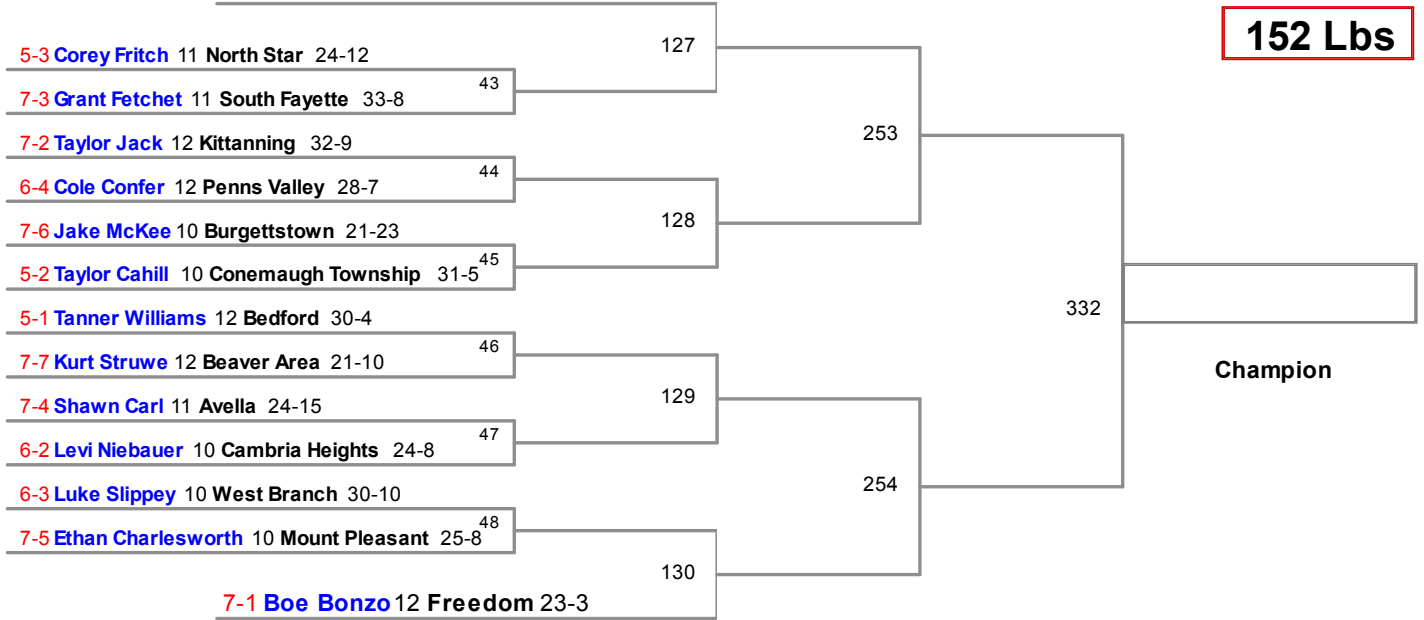 152 Lbs
127
5-3 Corey Fritch 11 North Star 24-12
43
7-3 Grant Fetchet 11 South Fayette 33-8
253
7-2 Taylor Jack 12 Kittanning 32-9
44
6-4 Cole Confer 12 Penns Valley 28-7
128
7-6 Jake McKee 10 Burgettstown 21-23
45
5-2 Taylor Cahill 10 Conemaugh Township 31-5
332
5-1 Tanner Williams 12 Bedford 30-4
46
7-7 Kurt Struwe 12 Beaver Area 21-10
Champion
129
7-4 Shawn Carl 11 Avella 24-15
47
6-2 Levi Niebauer 10 Cambria Heights 24-8
254
6-3 Luke Slippey 10 West Branch 30-10
48
7-5 Ethan Charlesworth 10 Mount Pleasant 25-8
130
7-1 Boe Bonzo 12 Freedom 23-3